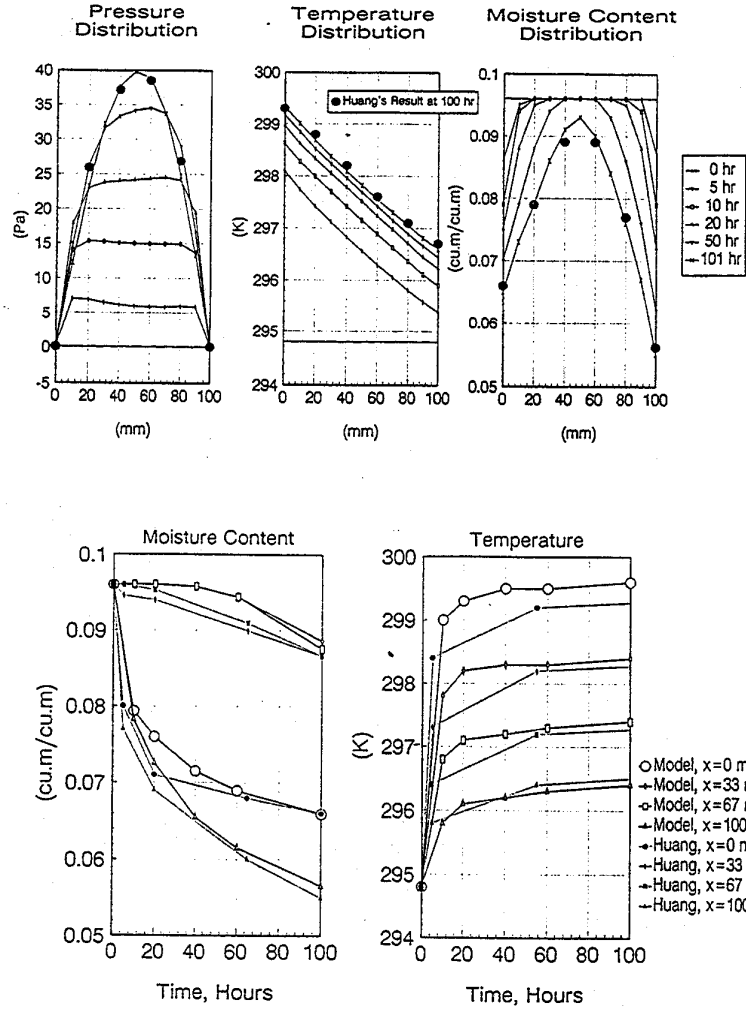 Pressure
Distribution
Temperature
Distribution
Moisture Content
Distribution
40
35
30
25
20
15
10
5
0
-5
(Pa)
0 20 40 60 80 100
(mm)
300
299
298
297
296
295
294
(K)
● Huang's Result at 100 hr
0 20 40 60 80 100
(mm)
0.1
0.09
0.08
0.07
0.06
0.05
(cu.m/cu.m)
0 20 40 60 80 100
(mm)
0 hr
5 hr
10 hr
20 hr
50 hr
101 hr
Moisture Content
0.1
0.09
0.08
0.07
0.06
0.05
(cu.m/cu.m)
0 20 40 60 80 100
Time, Hours
Temperature
300
299
298
297
296
295
294
(K)
0 20 40 60 80 100
Time, Hours
Model, x=0 m
Model, x=33
Model, x=67
Model, x=100
Huang, x=0 m
Huang, x=33
Huang, x=67
Huang, x=100